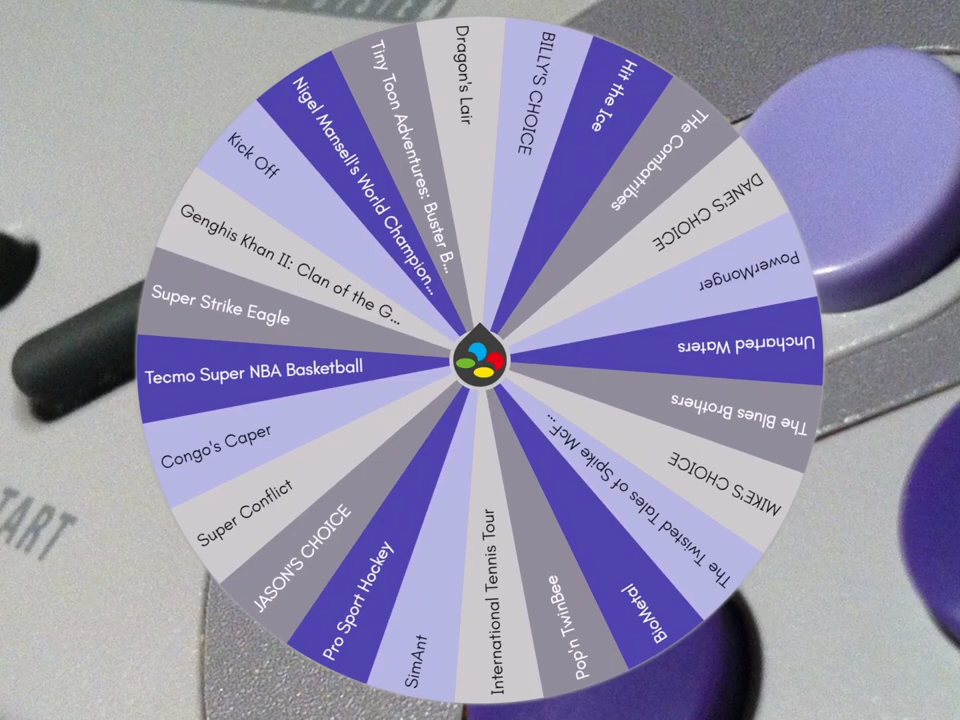 Dragon's Lair
BILLY'S CHOICE
Hit the Ice
THe Combatribes
DANE'S CHOICE
PowerMonger
Uncharted Waters
The Blues Brothers
MIKE'S CHOICE
The Twisted Tales of Spike McF...
BioMetal
Pop'n TwinBee
International Tennis Tour
SimAnt
Pro Sport Hockey
JASON'S CHOICE
Super Conflict
Congo's Caper
Tecmo Super NBA Basketball
Super Strike Eagle
Genghis Khan II: Clan of the G...
Kick Off
Nigel Mansell's World Champion...
Tiny Toon Adventures: Buster B...